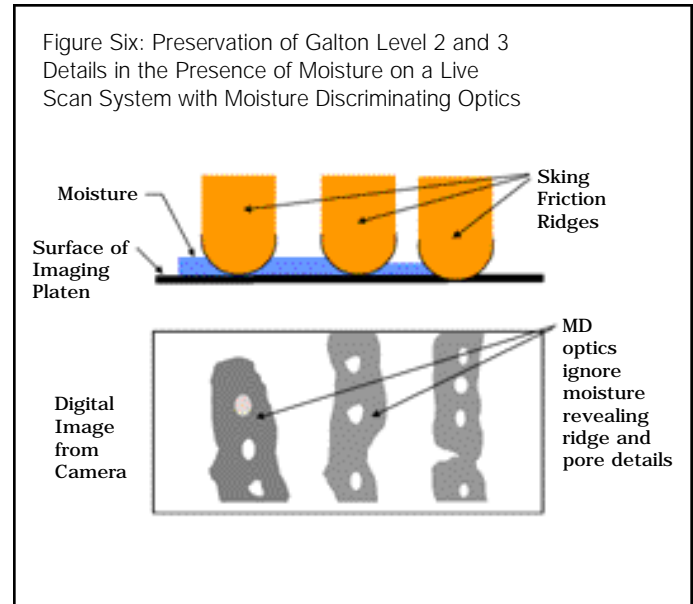 Figure Six: Preservation of Galton Level 2 and 3
Details in the Presence of Moisture on a Live
Scan System with Moisture Discriminating Optics
Moisture
Surface of
Imaging
Platen
Sking
Friction
Ridges
Digital
Image
from
Camera
MD
optics
ignore
moisture
revealing
ridge and
pore details